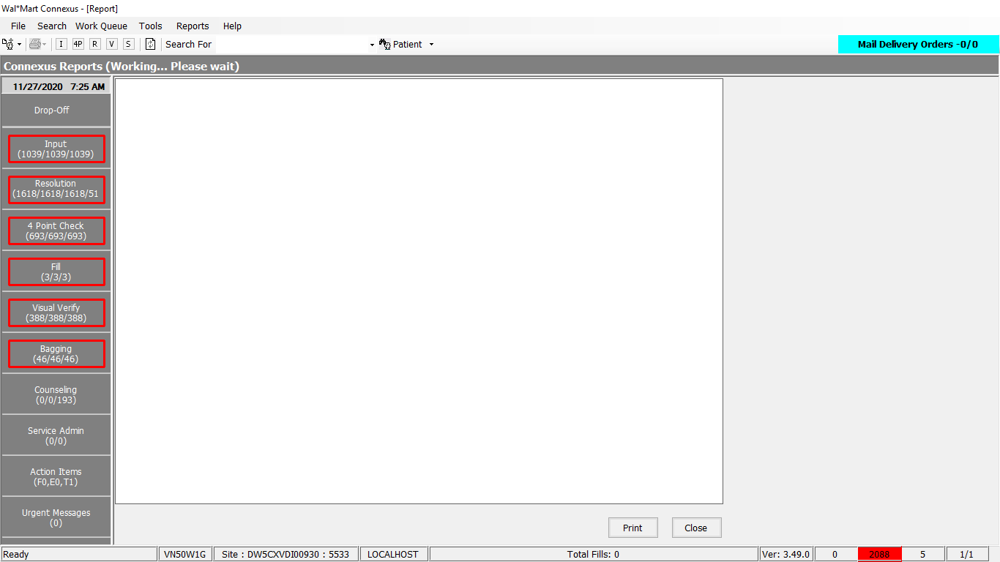 Wal*Mart Connexus - [Report]
File Search Work Queue Tools Reports Help
I 4P R V S Search For Patient Mail Delivery Orders -0/0
Connexus Reports (Working... Please wait)
11/27/2020 7:25 AM
Drop-Off
Input
(1039/1039/1039)
Resolution
(1618/1618/1618/51
4 Point Check
(693/693/693)
Fill
(3/3/3)
Visual Verify
(388/388/388)
Bagging
(46/46/46)
Counseling
(0/0/193)
Service Admin
(0/0)
Action Items
(F0,E0,T1)
Urgent Messages
(0)
Print Close
Ready VN50W1G Site : DW5CXVDI00930 : 5533 LOCALHOST Total Fills: 0 Ver: 3.49.0 0 2088 5 1/1